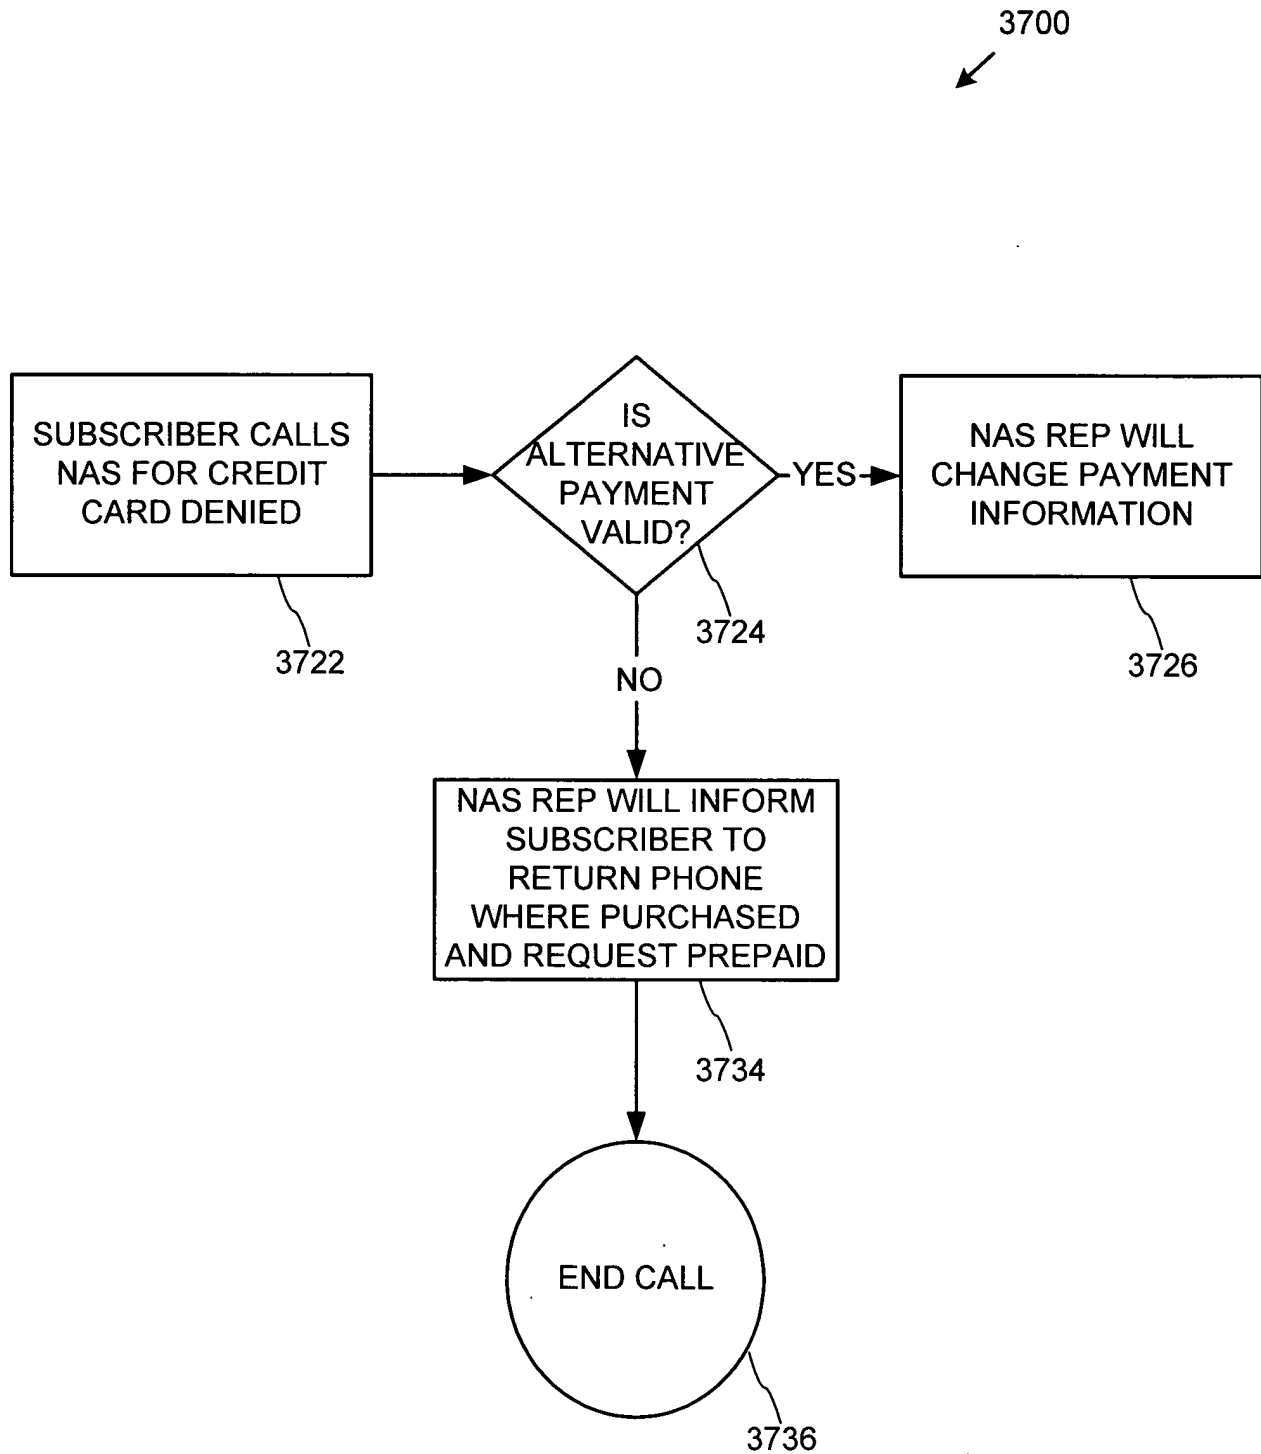 3700
SUBSCRIBER CALLS
NAS FOR CREDIT
CARD DENIED
3722
IS
ALTERNATIVE
PAYMENT
VALID?
3724
YES
NAS REP WILL
CHANGE PAYMENT
INFORMATION
3726
NO
NAS REP WILL INFORM
SUBSCRIBER TO
RETURN PHONE
WHERE PURCHASED
AND REQUEST PREPAID
3734
END CALL
3736